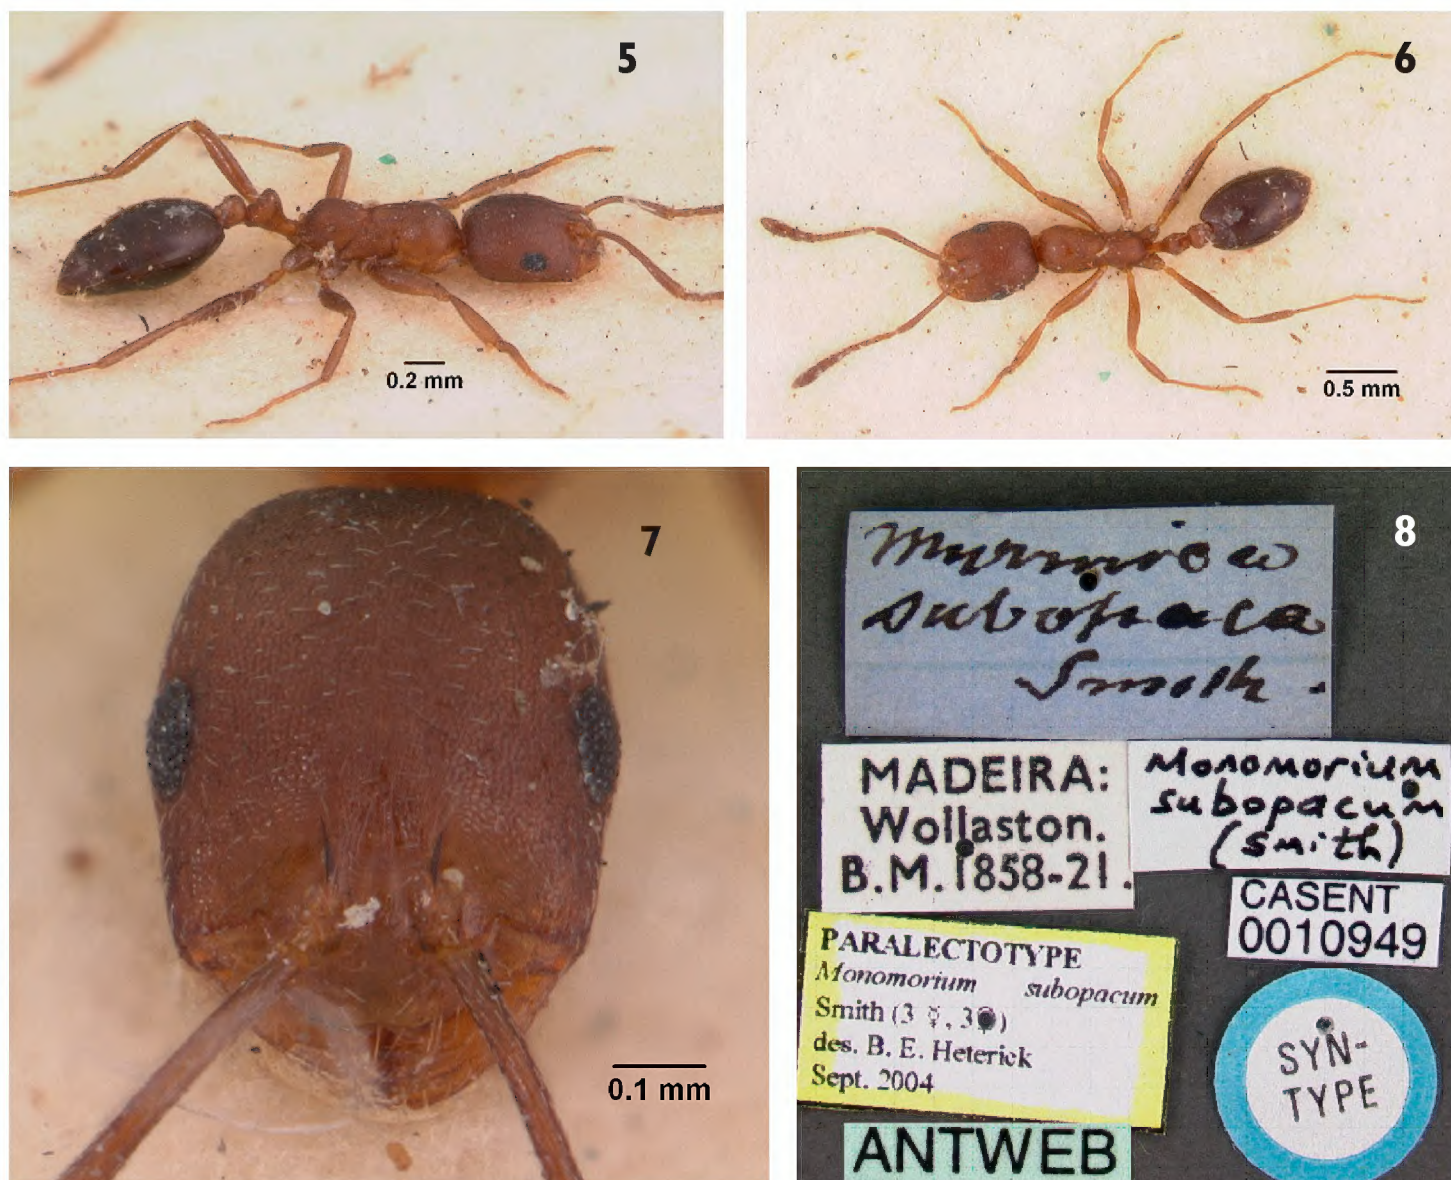 5
0.2 mm
6
0.5 mm
7
0.1 mm
8
Myrmica
subopaca
Smith.
MADEIRA:
Wollaston.
B.M.1858-21.
Monomorium
subopacum
(Smith)
CASENT
0010949
PARALECTOTYPE
Monomorium subopacum
Smith (3 ☿, 3♀)
des. B. E. Heterick
Sept. 2004
SYN-
TYPE
ANTWEB